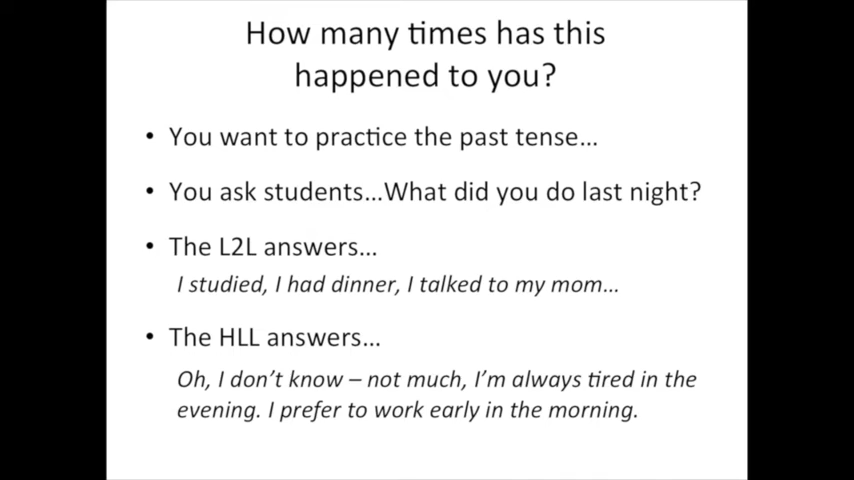 How many times has this
happened to you?
• You want to practice the past tense…
• You ask students…What did you do last night?
• The L2L answers…
I studied, I had dinner, I talked to my mom…
• The HLL answers…
Oh, I don't know – not much, I'm always tired in the
evening. I prefer to work early in the morning.